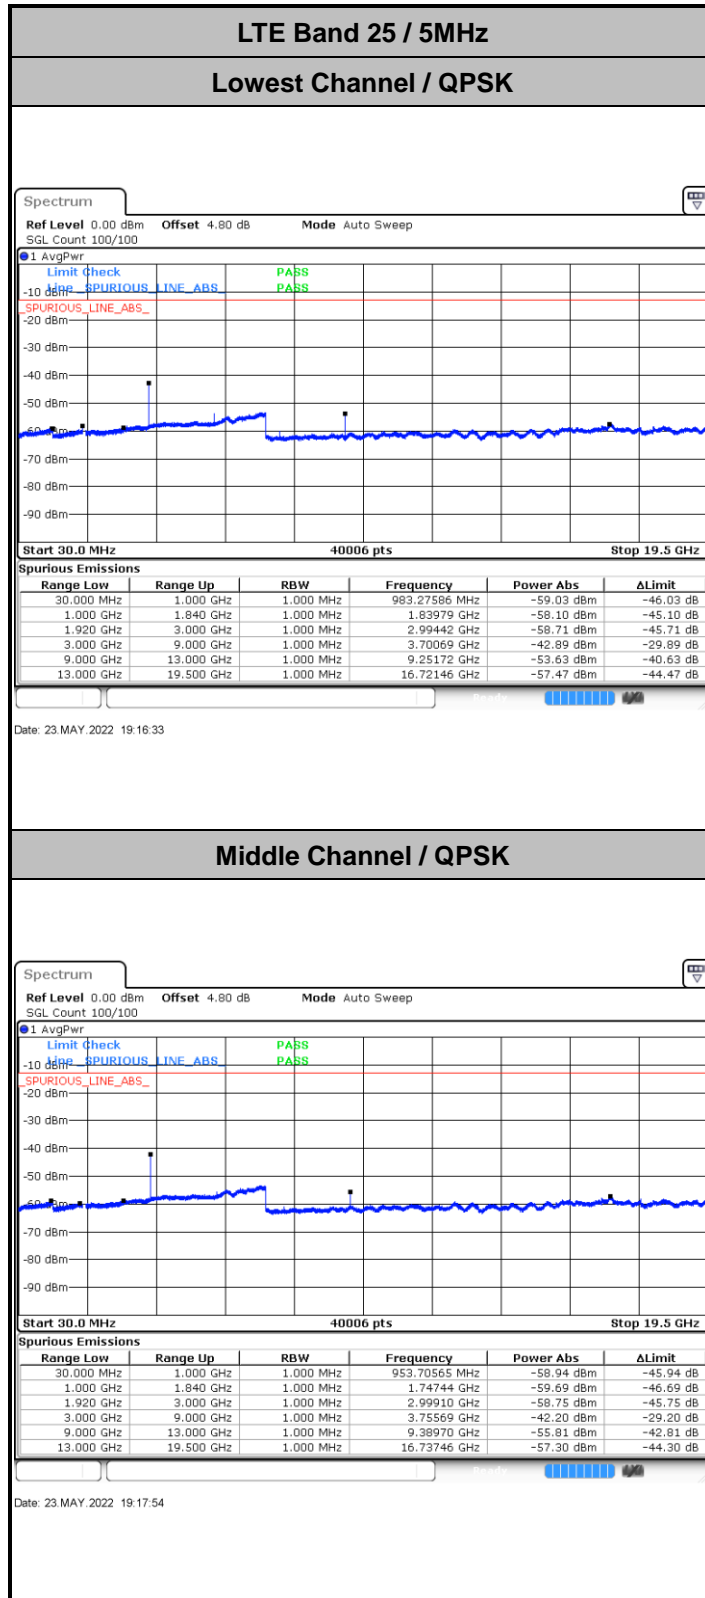 LTE Band 25 / 5MHz
Lowest Channel / QPSK
Spectrum
Ref Level 0.00 dBm Offset 4.80 dB Mode Auto Sweep
SGL Count 100/100
1 AvgPwr
Limit Check PASS
-10 dBm Line _SPURIOUS_LINE_ABS_ PASS
_SPURIOUS_LINE_ABS_
-20 dBm
-30 dBm
-40 dBm
-50 dBm
-60 dBm
-70 dBm
-80 dBm
-90 dBm
Start 30.0 MHz 40006 pts Stop 19.5 GHz
Spurious Emissions
Range Low Range Up RBW Frequency Power Abs ΔLimit
30.000 MHz 1.000 GHz 1.000 MHz 983.27586 MHz -59.03 dBm -46.03 dB
1.000 GHz 1.840 GHz 1.000 MHz 1.83979 GHz -58.10 dBm -45.10 dB
1.920 GHz 3.000 GHz 1.000 MHz 2.99442 GHz -58.71 dBm -45.71 dB
3.000 GHz 9.000 GHz 1.000 MHz 3.70069 GHz -42.89 dBm -29.89 dB
9.000 GHz 13.000 GHz 1.000 MHz 9.25172 GHz -53.63 dBm -40.63 dB
13.000 GHz 19.500 GHz 1.000 MHz 16.72146 GHz -57.47 dBm -44.47 dB
Ready
Date: 23.MAY.2022 19:16:33
Middle Channel / QPSK
Spectrum
Ref Level 0.00 dBm Offset 4.80 dB Mode Auto Sweep
SGL Count 100/100
1 AvgPwr
Limit Check PASS
-10 dBm Line _SPURIOUS_LINE_ABS_ PASS
_SPURIOUS_LINE_ABS_
-20 dBm
-30 dBm
-40 dBm
-50 dBm
-60 dBm
-70 dBm
-80 dBm
-90 dBm
Start 30.0 MHz 40006 pts Stop 19.5 GHz
Spurious Emissions
Range Low Range Up RBW Frequency Power Abs ΔLimit
30.000 MHz 1.000 GHz 1.000 MHz 953.70565 MHz -58.94 dBm -45.94 dB
1.000 GHz 1.840 GHz 1.000 MHz 1.74744 GHz -59.69 dBm -46.69 dB
1.920 GHz 3.000 GHz 1.000 MHz 2.99910 GHz -58.75 dBm -45.75 dB
3.000 GHz 9.000 GHz 1.000 MHz 3.75569 GHz -42.20 dBm -29.20 dB
9.000 GHz 13.000 GHz 1.000 MHz 9.38970 GHz -55.81 dBm -42.81 dB
13.000 GHz 19.500 GHz 1.000 MHz 16.73746 GHz -57.30 dBm -44.30 dB
Ready
Date: 23.MAY.2022 19:17:54